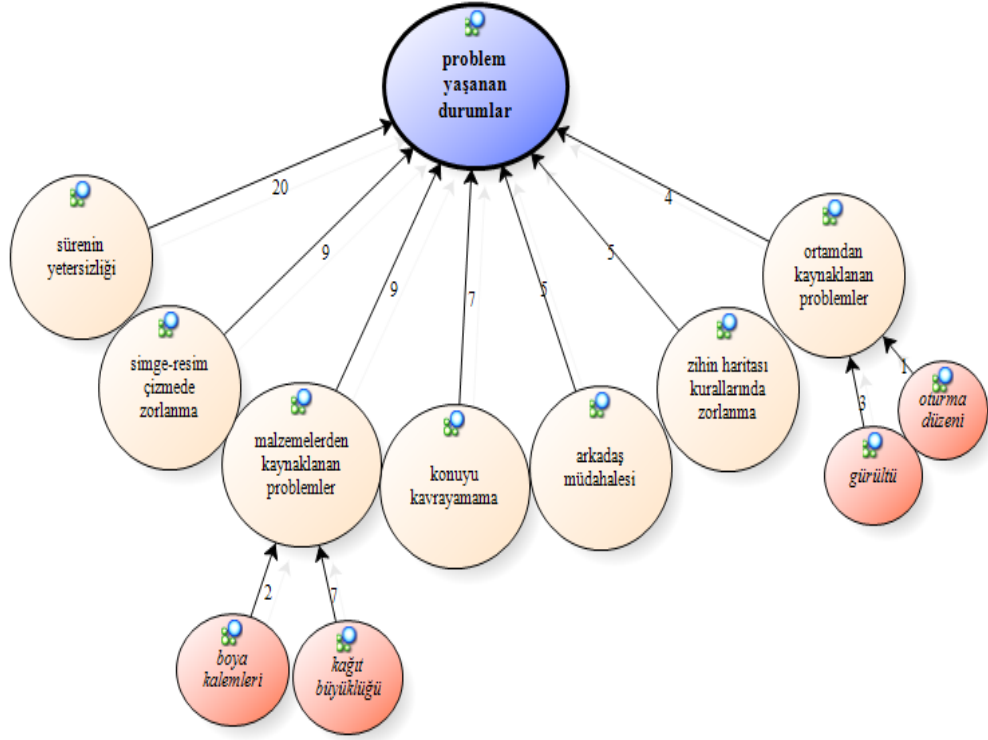 problem
yaşanan
durumlar
20
9
9
7
5
5
4
sürenin
yetersizliği
simge-resim
çizmede
zorlanma
malzemelerden
kaynaklanan
problemler
konuyu
kavrayamama
arkadaş
müdahalesi
zihin haritası
kurallarında
zorlanma
ortamdan
kaynaklanan
problemler
2
7
3
1
boya
kalemleri
kağıt
büyüklüğü
gürültü
oturma
düzeni